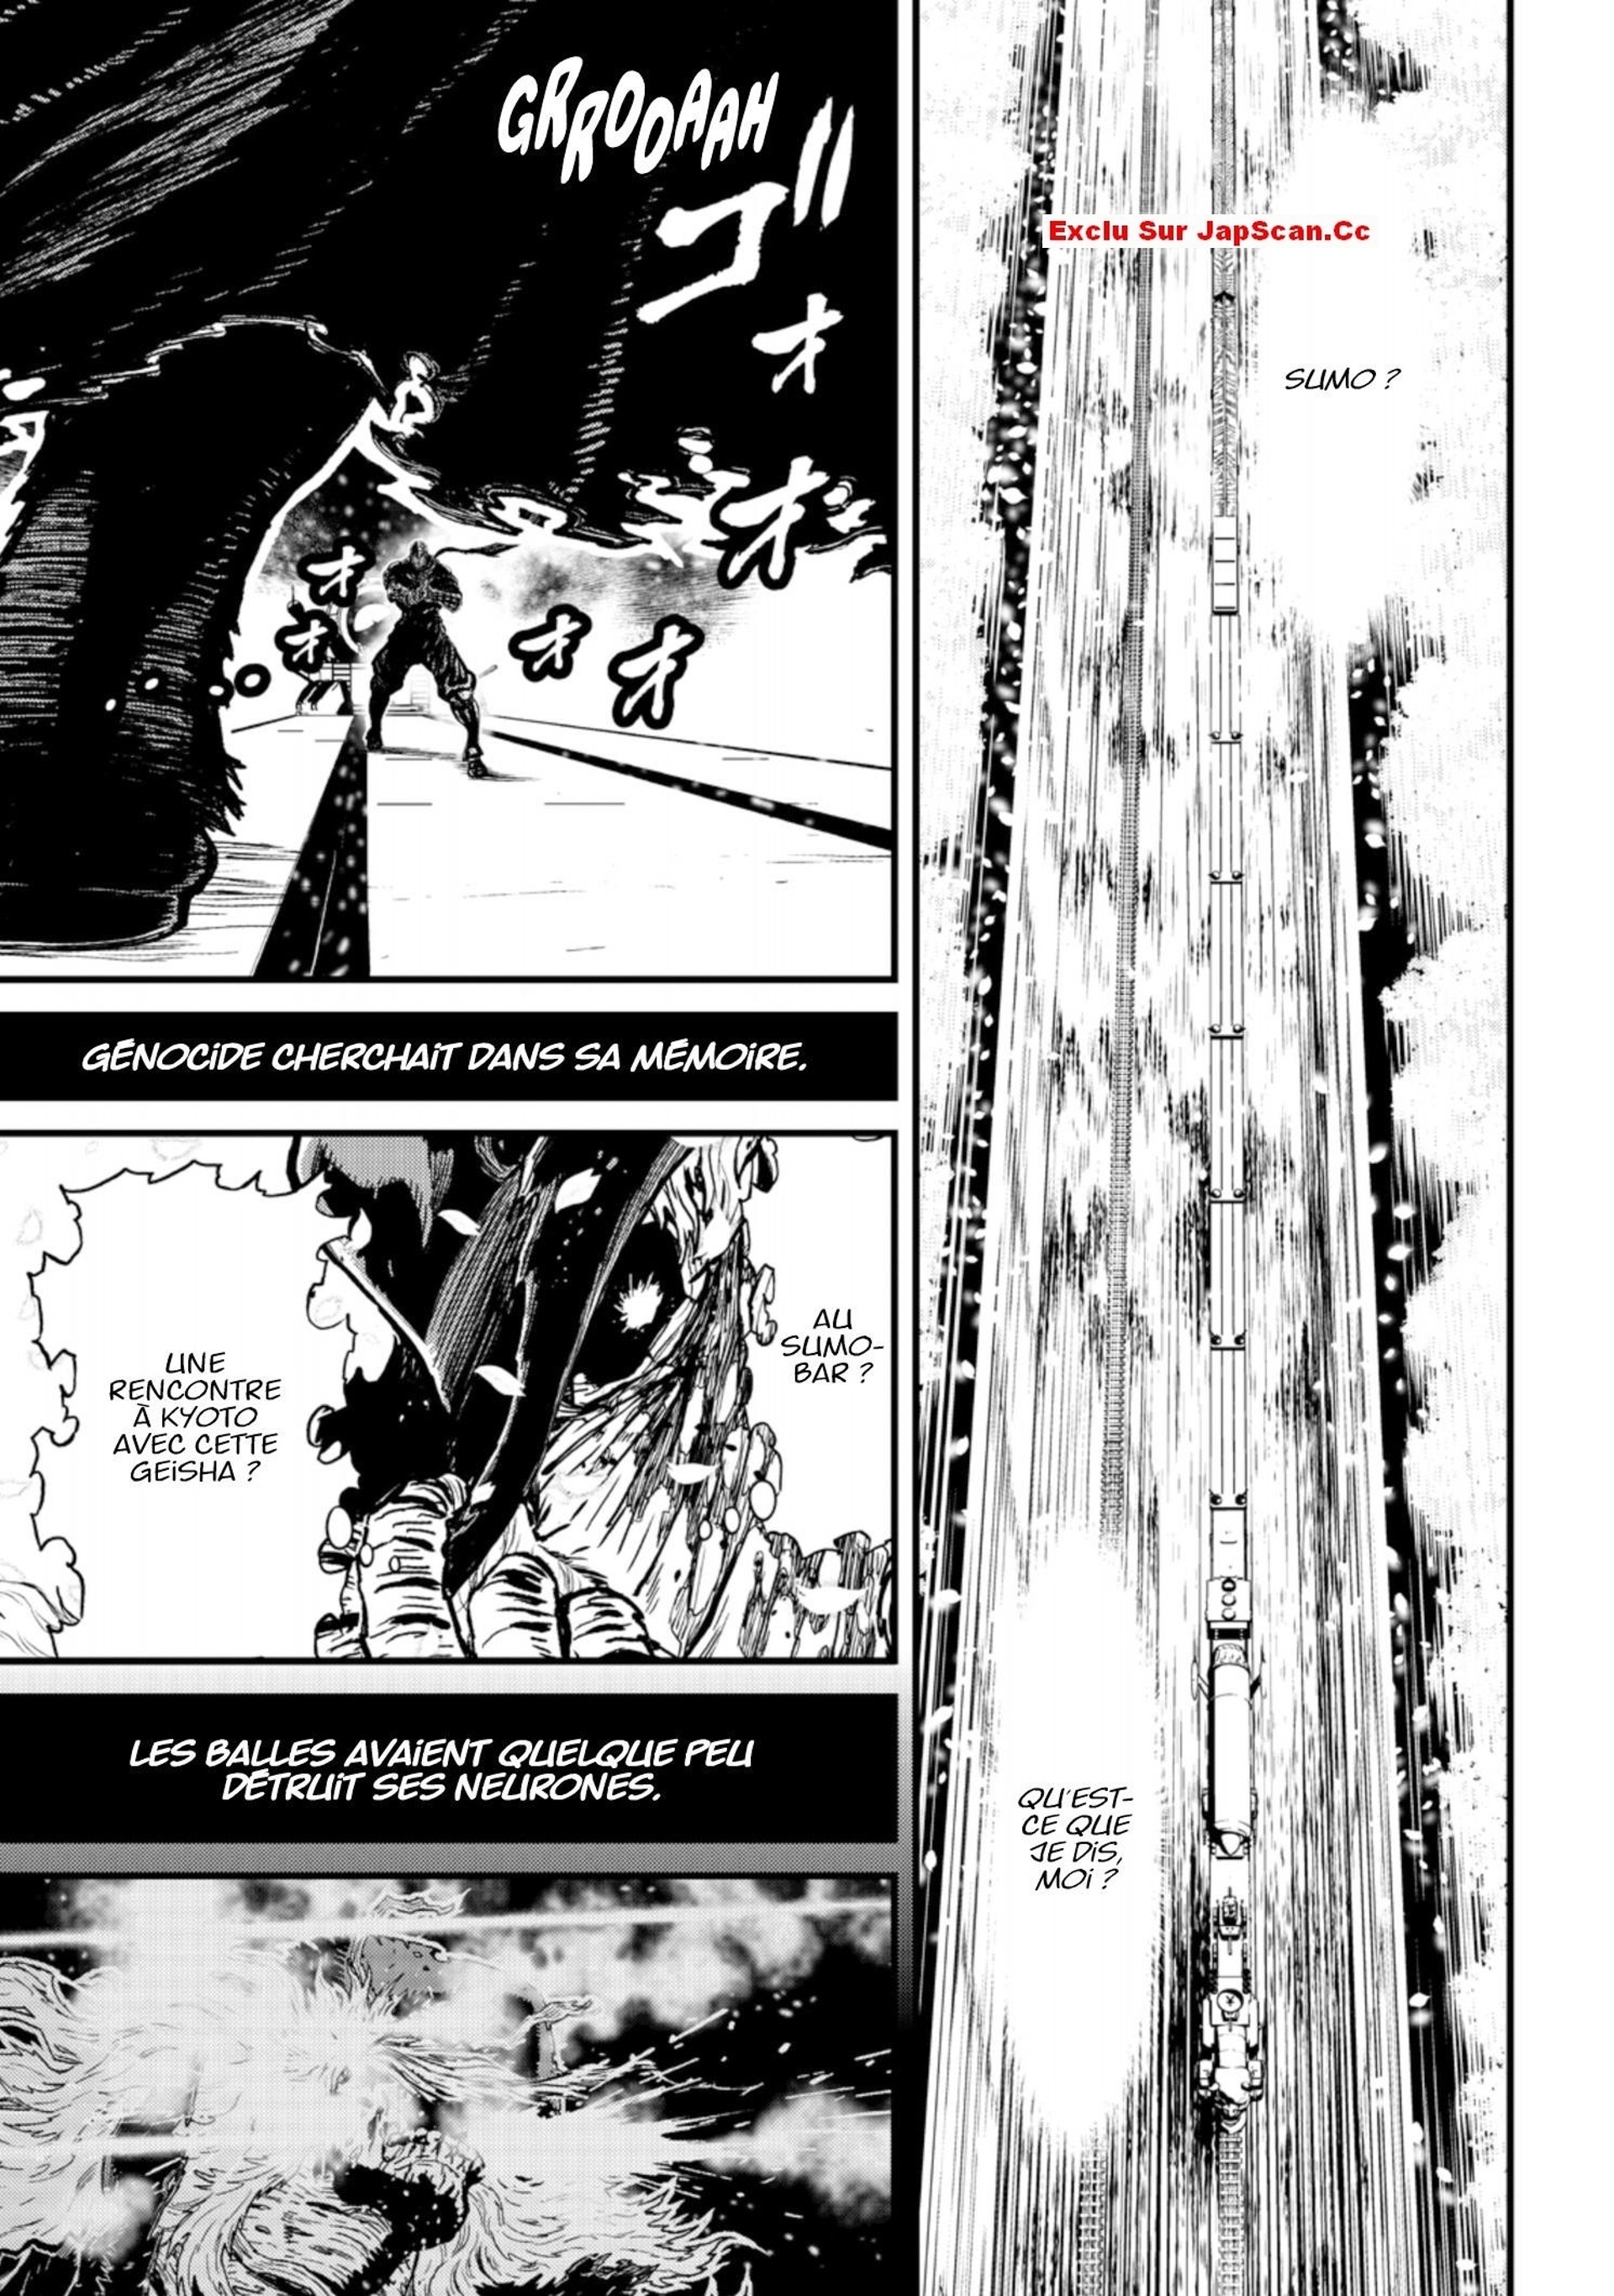 Exclu Sur JapScan.Cc
SUMO ?
QU'EST-
CE QUE
JE DIS,
MOI ?
GRROOAAH
ゴ
オ
オ
オ
オ
オ
オ
GÉNOCIDE CHERCHAIT DANS SA MÉMOIRE.
AU
SUMO-
BAR ?
UNE
RENCONTRE
À KYOTO
AVEC CETTE
GEISHA ?
LES BALLES AVAIENT QUELQUE PEU
DÉTRUIT SES NEURONES.